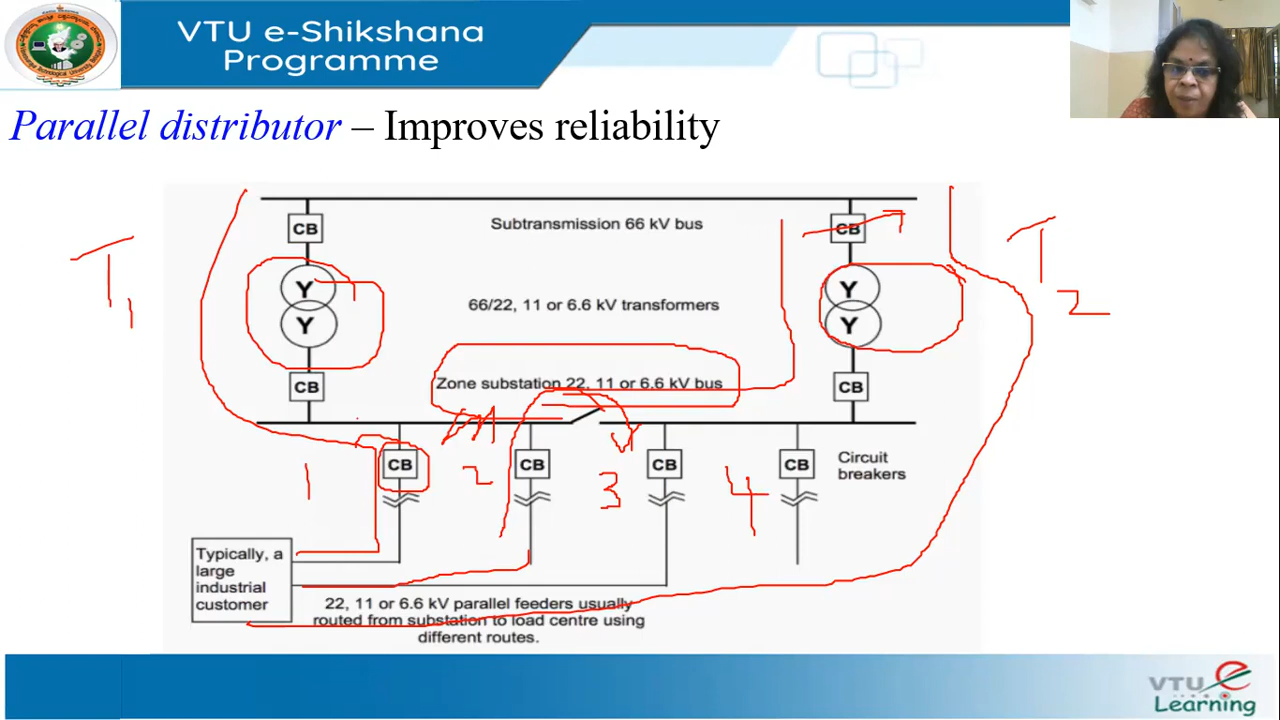 VTU e-Shikshana
Programme
Parallel distributor – Improves reliability
Subtransmission 66 kV bus
CB
CB
T1
T2
Y
Y
66/22, 11 or 6.6 kV transformers
Y
Y
CB
Zone substation 22, 11 or 6.6 kV bus
CB
1
CB
2
CB
3
CB
4
CB
Circuit
breakers
Typically, a
large
industrial
customer
22, 11 or 6.6 kV parallel feeders usually
routed from substation to load centre using
different routes.
VTU e
Learning